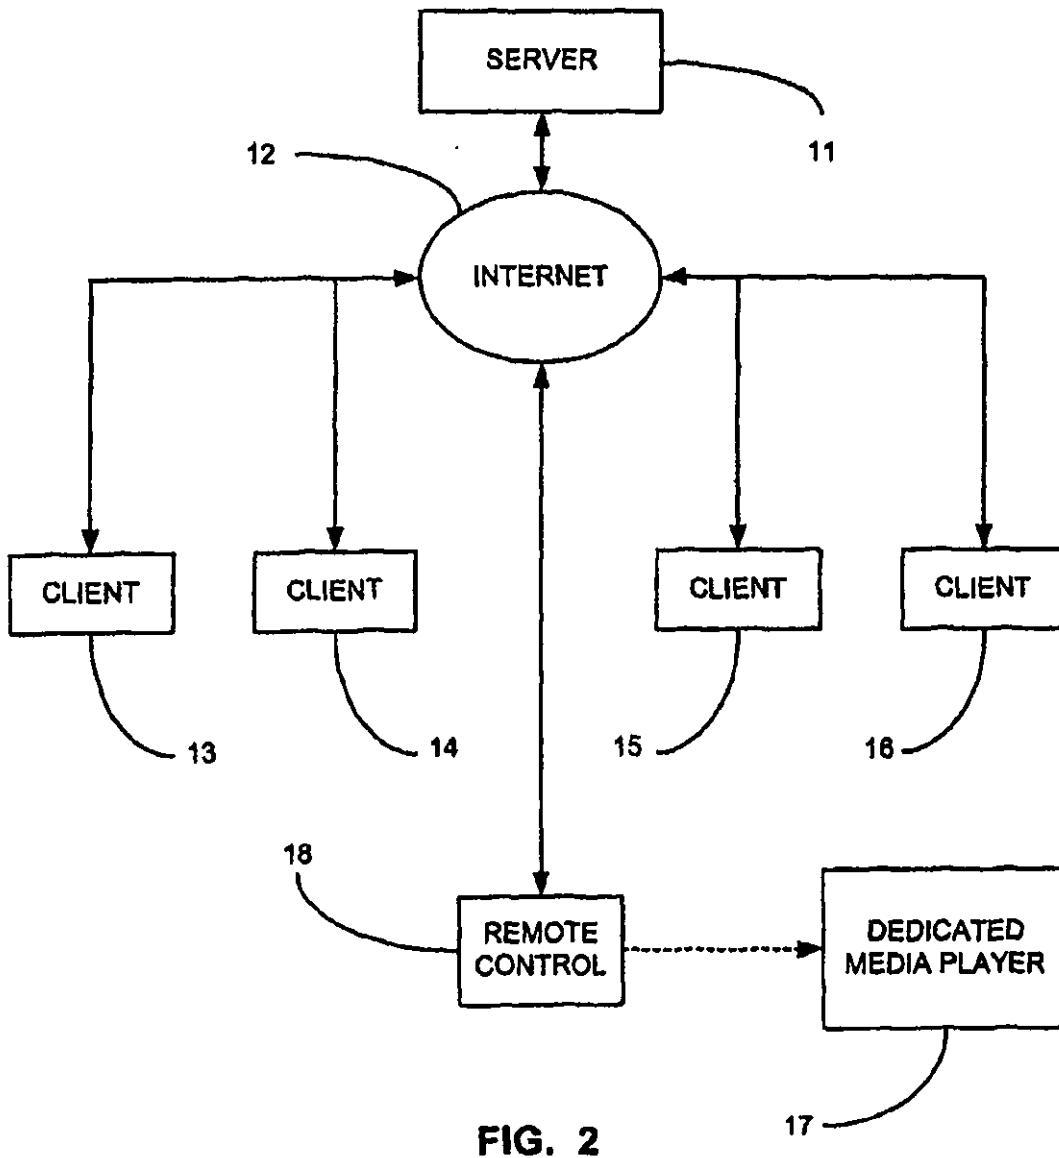 SERVER
11
12
INTERNET
CLIENT
CLIENT
CLIENT
CLIENT
13
14
15
16
18
REMOTE
CONTROL
DEDICATED
MEDIA PLAYER
17
FIG. 2